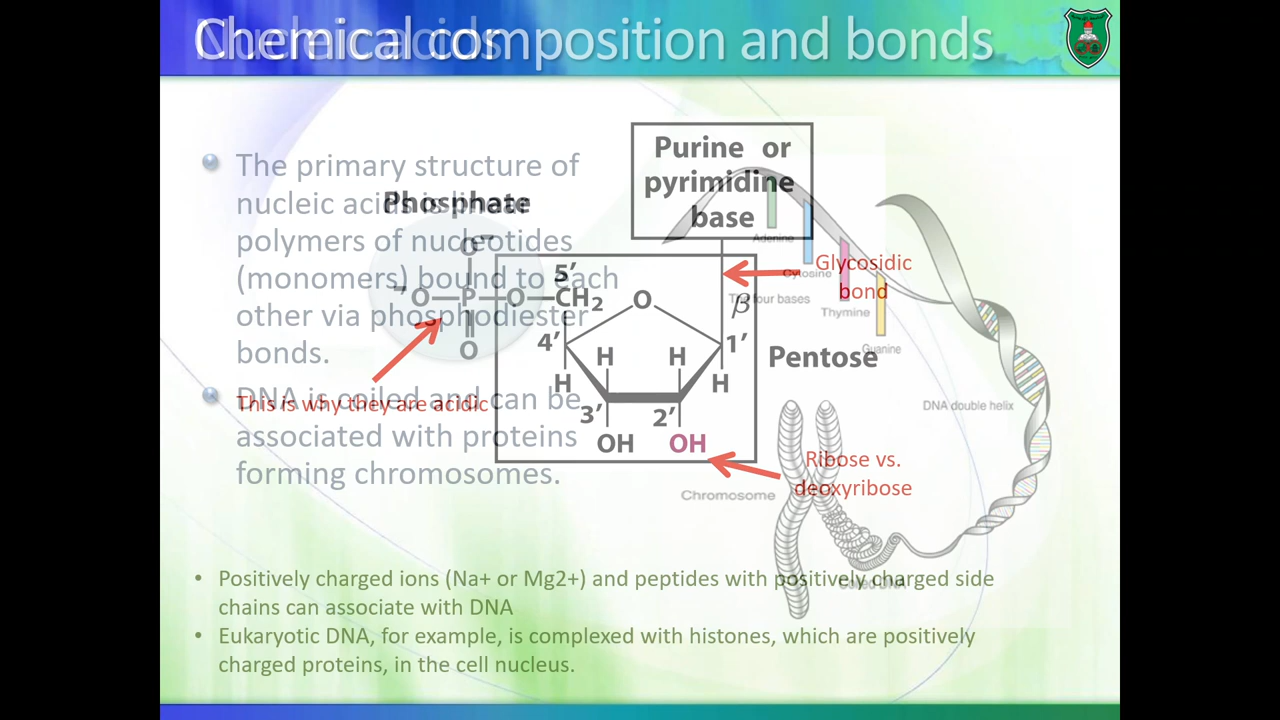 Nucleic acids
Chemical composition and bonds
The primary structure of
nucleic acids is linear
polymers of nucleotides
(monomers) bound to each
other via phosphodiester
bonds.
DNA is coiled and can be
associated with proteins
forming chromosomes.
Phosphate
O⁻
⁻O—P—O—CH₂
O
Purine or
pyrimidine
base
Glycosidic
bond
β
5′
O
4′
1′
H
H
H
H
3′
2′
OH
OH
Pentose
This is why they are acidic
Ribose vs.
deoxyribose
Adenine
Cytosine
The four bases
Thymine
Guanine
DNA double helix
Chromosome
Coiled DNA
• Positively charged ions (Na+ or Mg2+) and peptides with positively charged side
chains can associate with DNA
• Eukaryotic DNA, for example, is complexed with histones, which are positively
charged proteins, in the cell nucleus.